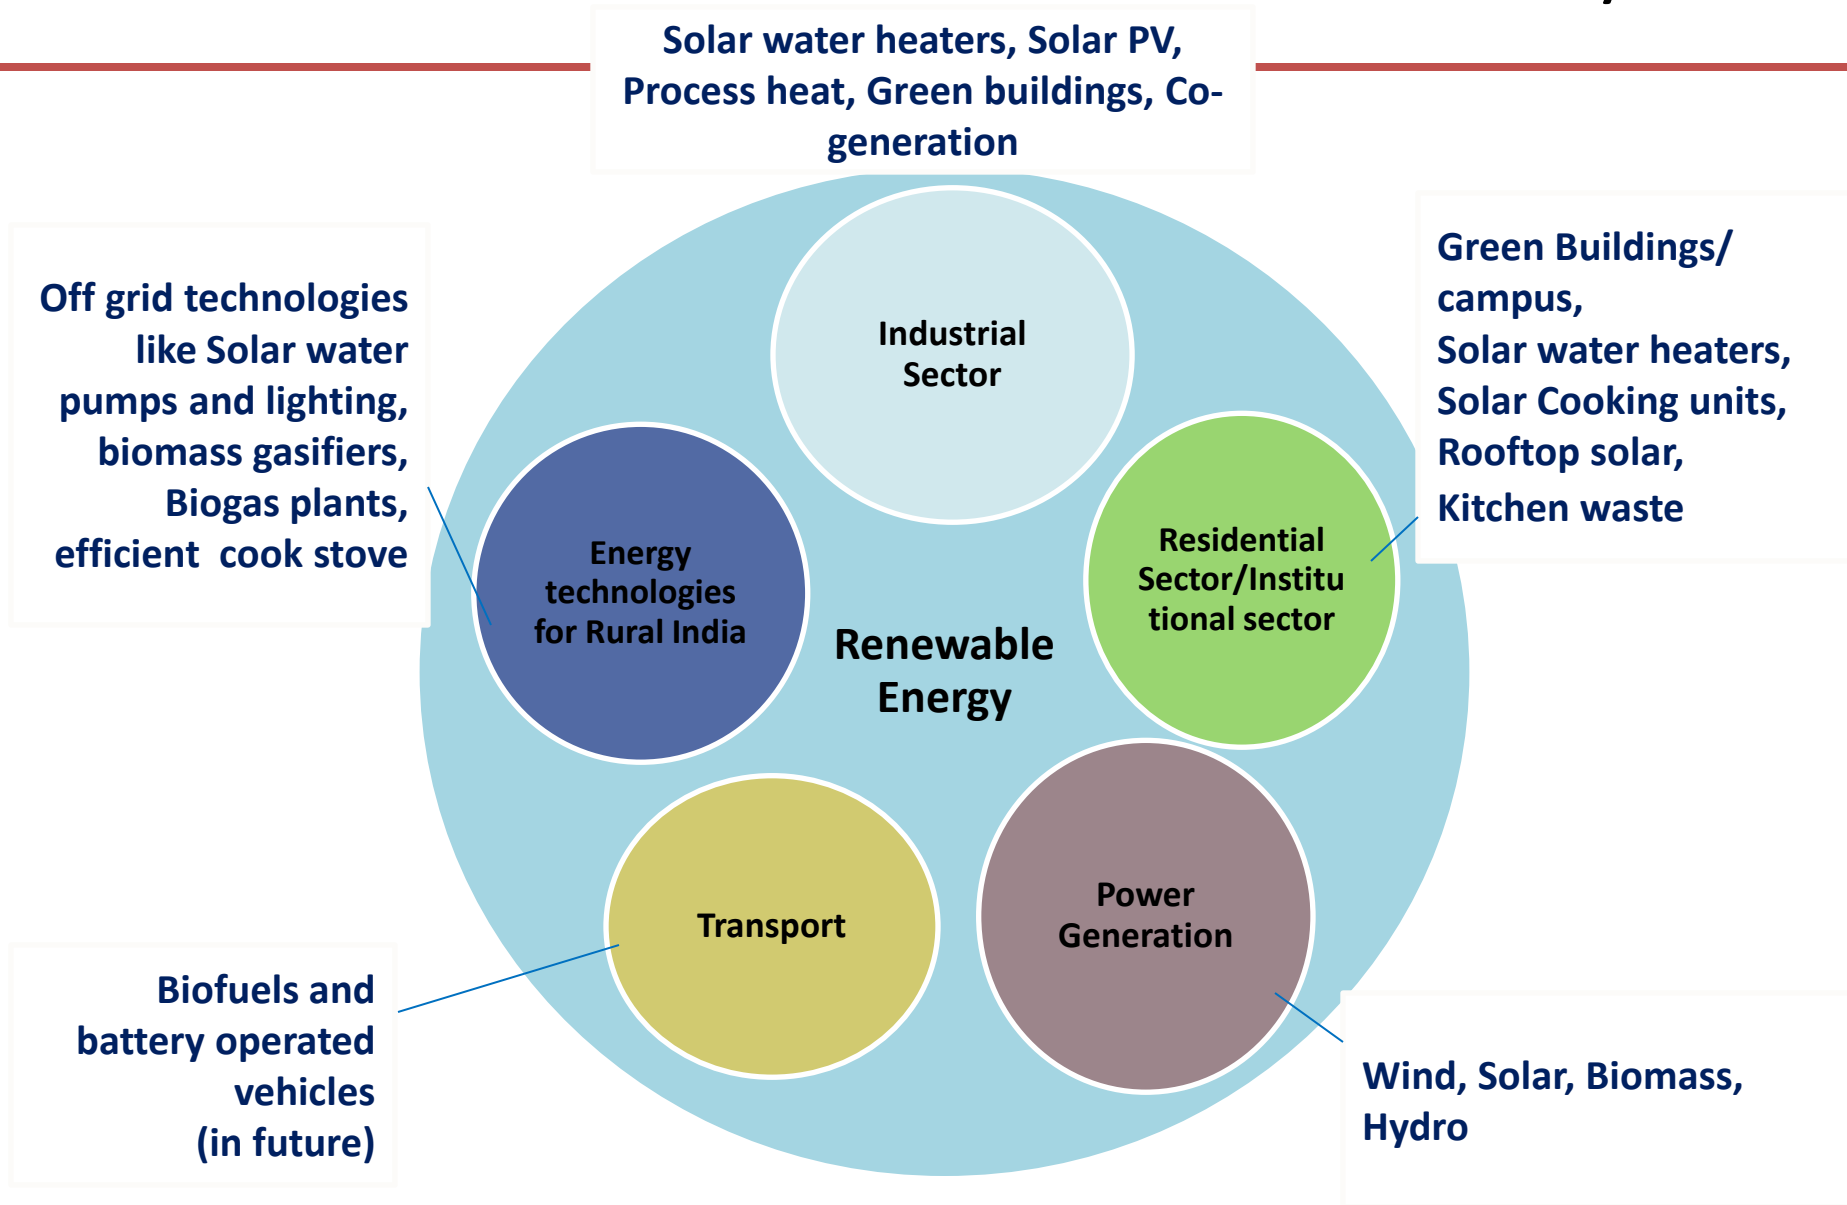 Solar water heaters, Solar PV,
Process heat, Green buildings, Co-
generation
Off grid technologies
like Solar water
pumps and lighting,
biomass gasifiers,
Biogas plants,
efficient cook stove
Green Buildings/
campus,
Solar water heaters,
Solar Cooking units,
Rooftop solar,
Kitchen waste
Industrial
Sector
Energy
technologies
for Rural India
Residential
Sector/Institu
tional sector
Renewable
Energy
Transport
Power
Generation
Biofuels and
battery operated
vehicles
(in future)
Wind, Solar, Biomass,
Hydro